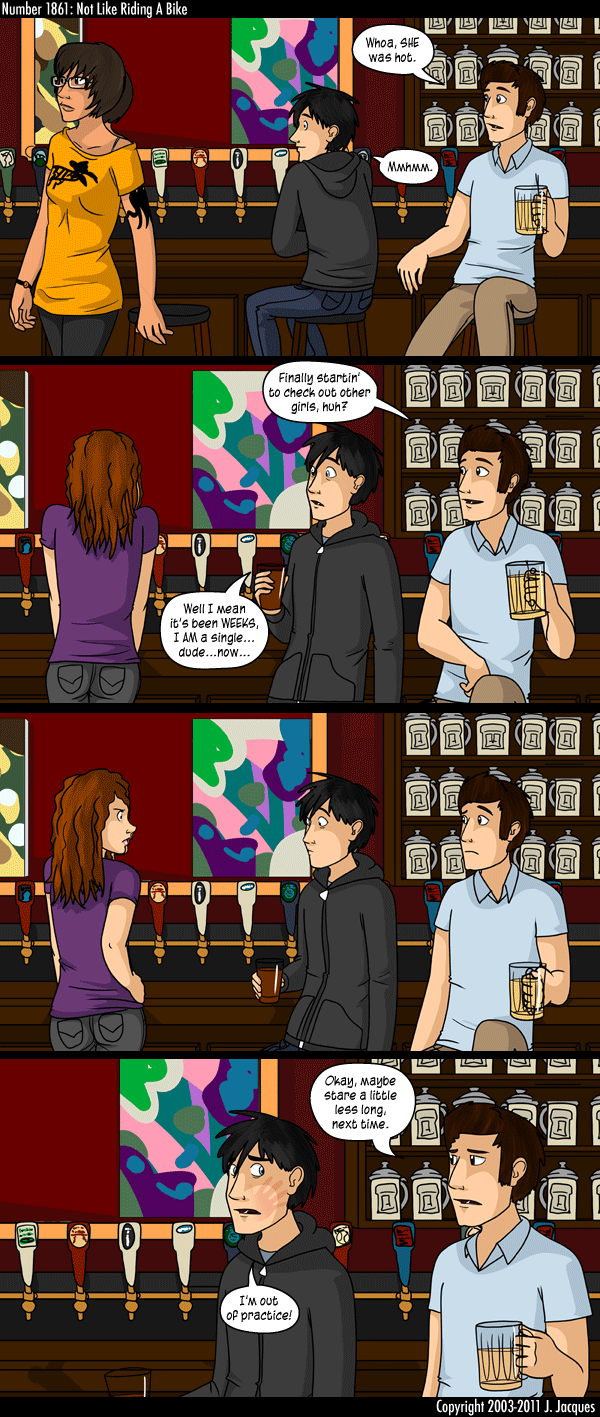 Number 1861: Not Like Riding A Bike
Whoa, SHE
was hot.
Mmhmm.
Finally startin'
to check out other
girls, huh?
Well I mean
it's been WEEKS,
I AM a single...
dude...now...
Okay, maybe
stare a little
less long,
next time.
I'm out
of practice!
Copyright 2003-2011 J. Jacques